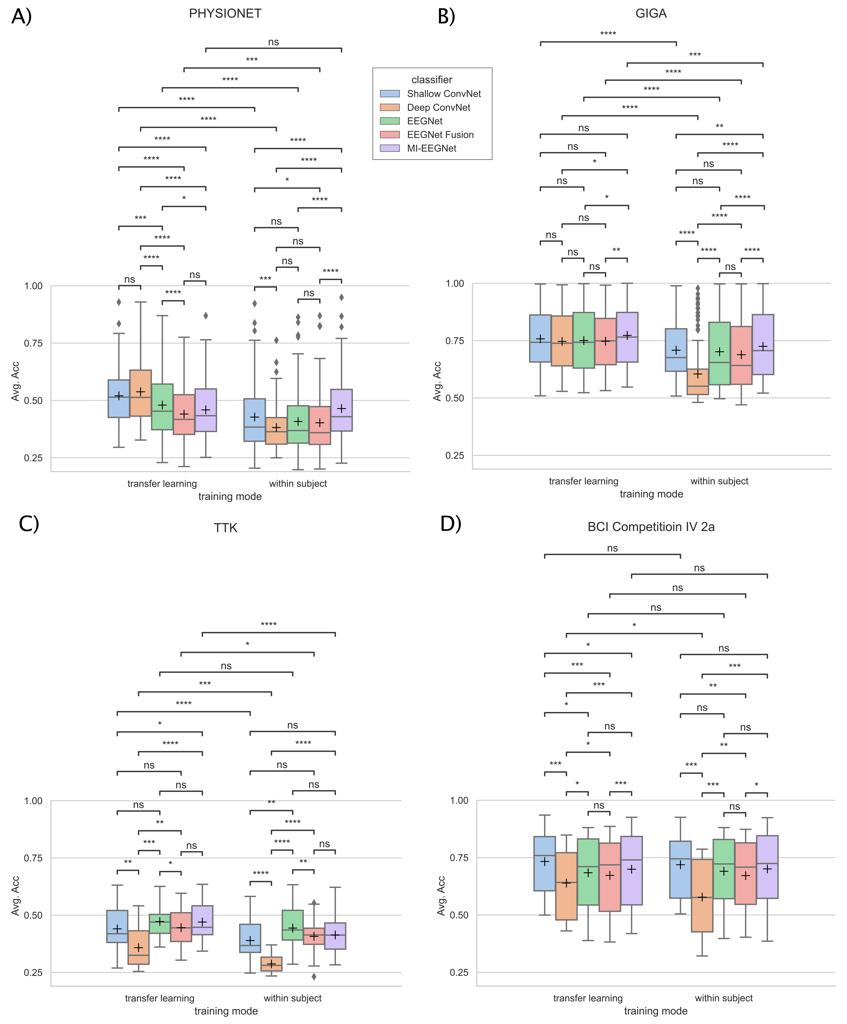 A)
PHYSIONET
ns
***
****
****
****
**** ****
**** ****
**** *
* ****
*** ns
**** ns
**** ns
ns ns *** ****
**** ns
1.00
0.75
0.50
0.25
Avg. Acc
transfer learning within subject
training mode
classifier
Shallow ConvNet
Deep ConvNet
EEGNet
EEGNet Fusion
MI-EEGNet
B)
GIGA
****
***
****
****
****
ns **
ns ****
* ns
ns ns
* ****
ns ****
ns ****
ns ** **** ****
ns ns
1.00
0.75
0.50
0.25
Avg. Acc
transfer learning within subject
training mode
C)
TTK
****
*
ns
***
****
* ns
**** ****
ns ns
ns ns
ns **
** ****
*** ns **** ns
** * **** **
1.00
0.75
0.50
0.25
Avg. Acc
transfer learning within subject
training mode
D)
BCI Competitioin IV 2a
ns
ns
ns
ns
*
* ns
*** ***
*** **
* ns
ns ns
* **
*** ***
* *** *** *
ns ns
1.00
0.75
0.50
0.25
Avg. Acc
transfer learning within subject
training mode